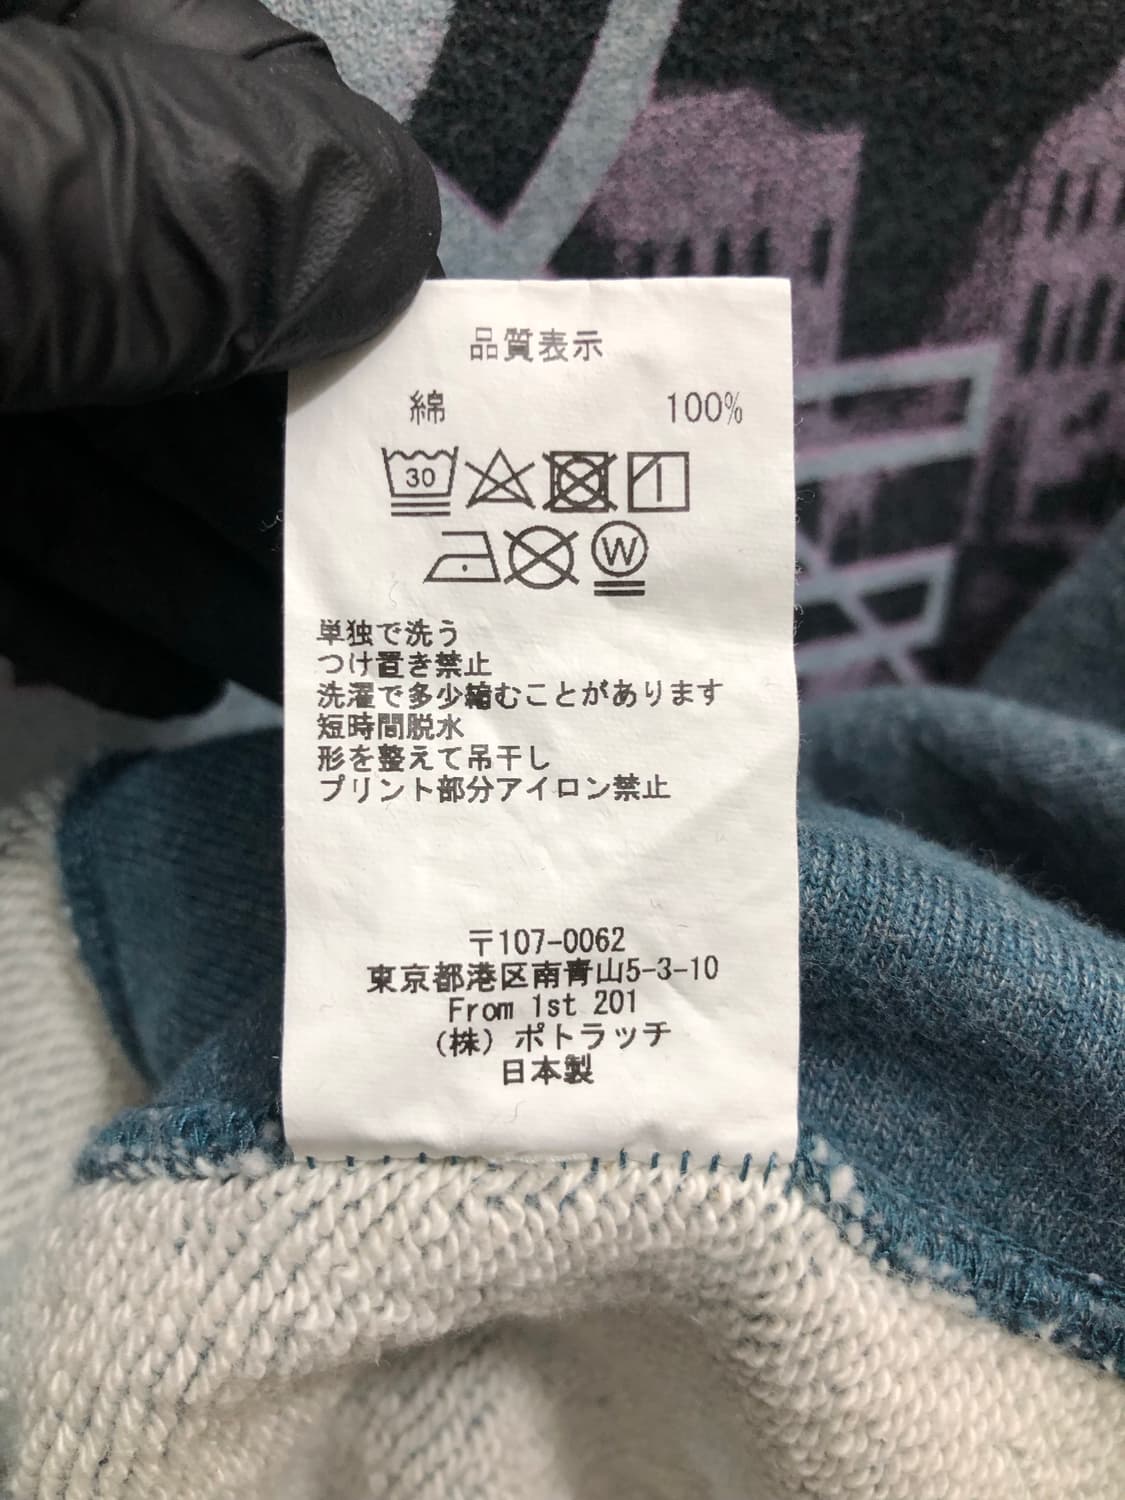 品質表示
綿 100%
30
W
単独で洗う
つけ置き禁止
洗濯で多少縮むことがあります
短時間脱水
形を整えて吊干し
プリント部分アイロン禁止
〒107-0062
東京都港区南青山5-3-10
From 1st 201
(株) ポトラッチ
日本製